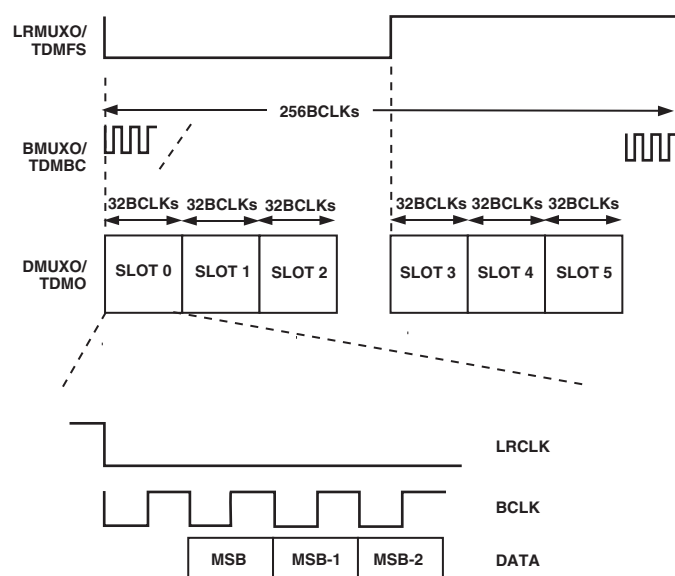 LRMUXO/
TDMFS
256BCLKs
BMUXO/
TDMBC
32BCLKs 32BCLKs 32BCLKs 32BCLKs 32BCLKs 32BCLKs
DMUXO/
TDMO
SLOT 0 SLOT 1 SLOT 2 SLOT 3 SLOT 4 SLOT 5
LRCLK
BCLK
MSB MSB-1 MSB-2 DATA